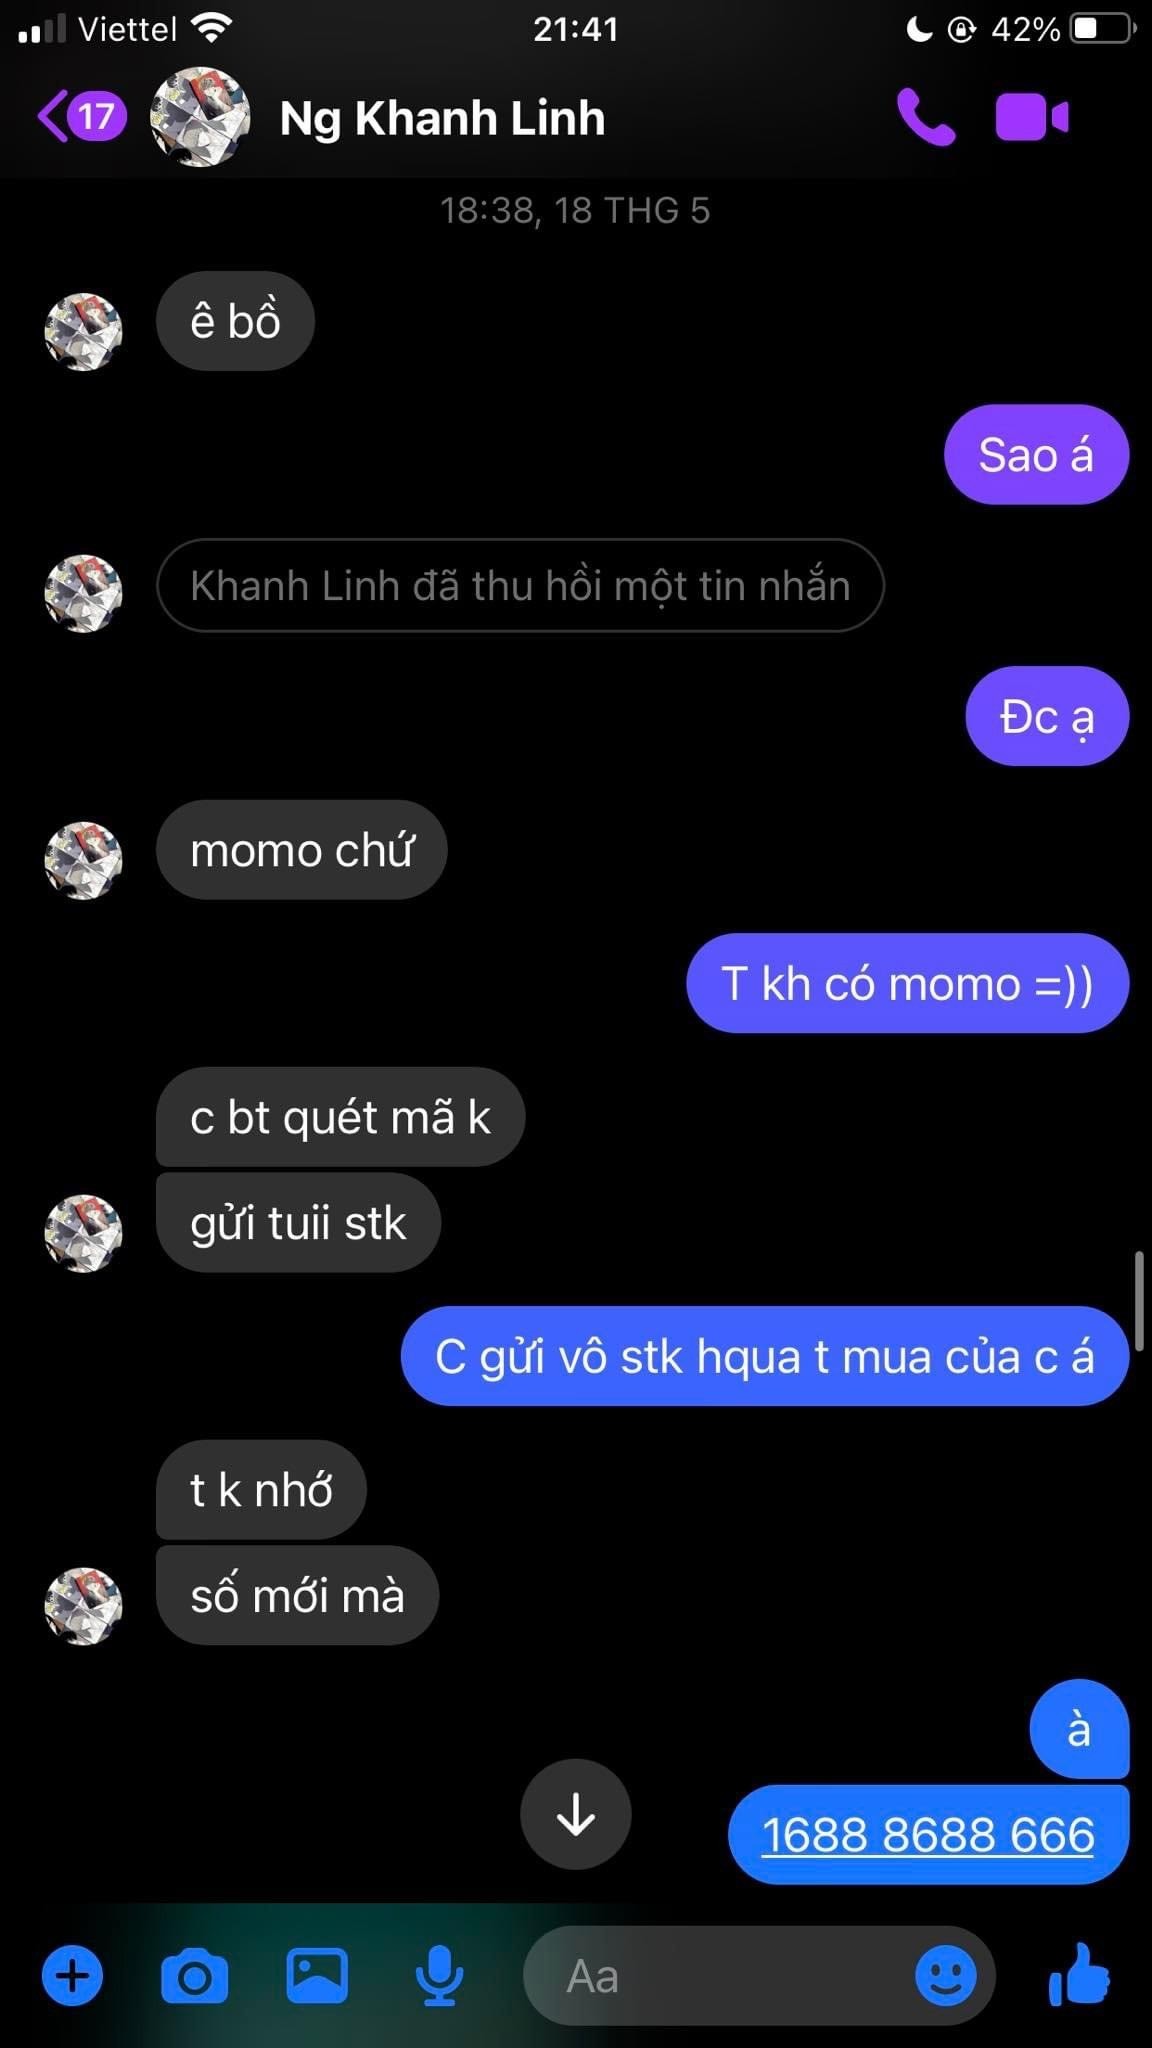 Viettel 21:41 42%
17 Ng Khanh Linh
18:38, 18 THG 5
ê bồ
Sao á
Khanh Linh đã thu hồi một tin nhắn
Đc ạ
momo chứ
T kh có momo =))
c bt quét mã k
gửi tuii stk
C gửi vô stk hqua t mua của c á
t k nhớ
số mới mà
à
1688 8688 666
Aa